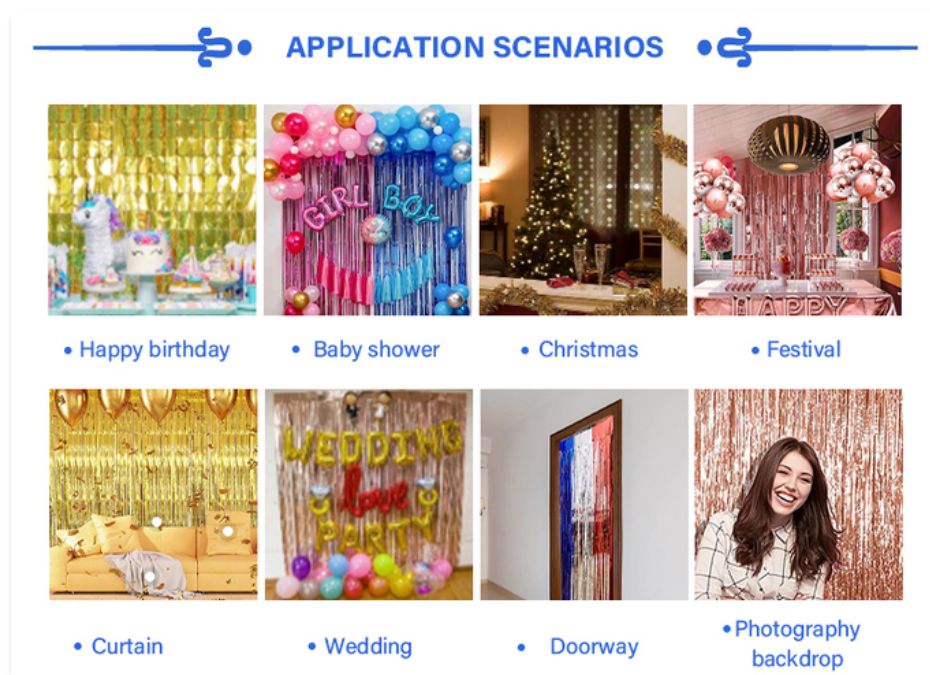 APPLICATION SCENARIOS
GIRL BOY
HAPPY
• Happy birthday
• Baby shower
• Christmas
• Festival
WEDDING
love
PARTY
• Curtain
• Wedding
• Doorway
• Photography
backdrop